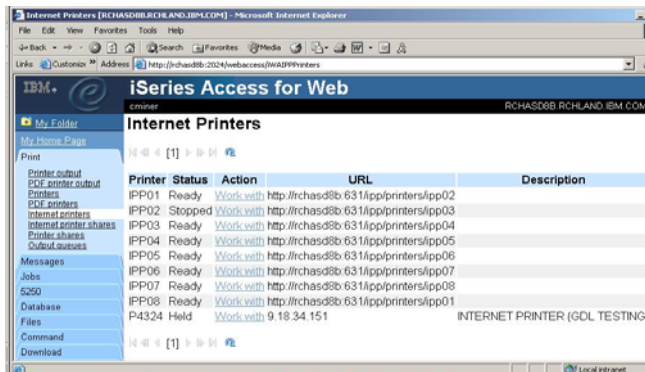 Internet Printers [RCHASD8B.RCHLAND.IBM.COM] - Microsoft Internet Explorer
File Edit View Favorites Tools Help
Back Search Favorites Media
Links Customize Address http://rchasd8b:2024/webaccess/iWAIPPPrinters
IBM. iSeries Access for Web
cminer RCHASD8B.RCHLAND.IBM.COM
My Folder
My Home Page
Print
Printer output
PDF printer output
Printers
PDF printers
Internet printers
Internet printer shares
Printer shares
Output queues
Messages
Jobs
5250
Database
Files
Command
Download
Internet Printers
[1]
Printer Status Action URL Description
IPP01 Ready Work with http://rchasd8b:631/ipp/printers/ipp02
IPP02 Stopped Work with http://rchasd8b:631/ipp/printers/ipp03
IPP03 Ready Work with http://rchasd8b:631/ipp/printers/ipp04
IPP04 Ready Work with http://rchasd8b:631/ipp/printers/ipp05
IPP05 Ready Work with http://rchasd8b:631/ipp/printers/ipp06
IPP06 Ready Work with http://rchasd8b:631/ipp/printers/ipp07
IPP07 Ready Work with http://rchasd8b:631/ipp/printers/ipp08
IPP08 Ready Work with http://rchasd8b:631/ipp/printers/ipp01
P4324 Held Work with 9.18.34.151 INTERNET PRINTER (GDL TESTING
[1]
Local intranet